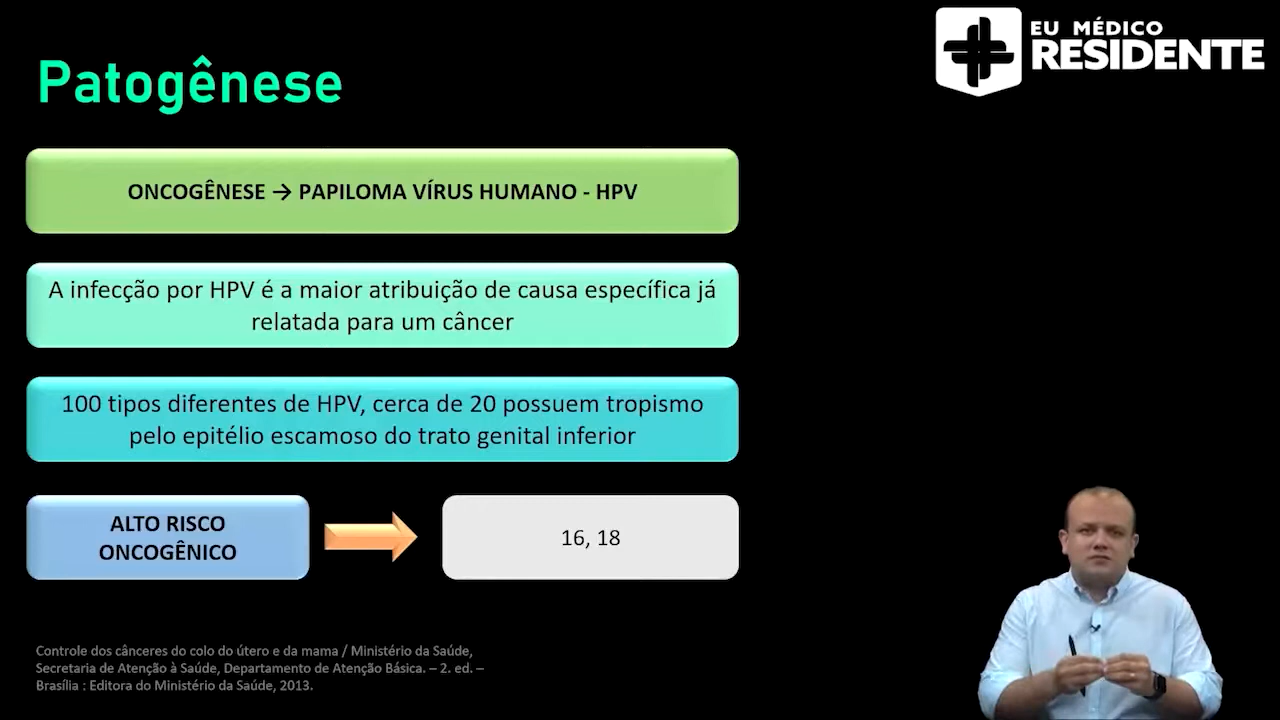 EU MÉDICO
RESIDENTE
Patogênese
ONCOGÊNESE → PAPILOMA VÍRUS HUMANO - HPV
A infecção por HPV é a maior atribuição de causa específica já
relatada para um câncer
100 tipos diferentes de HPV, cerca de 20 possuem tropismo
pelo epitélio escamoso do trato genital inferior
ALTO RISCO
ONCOGÊNICO
16, 18
Controle dos cânceres do colo do útero e da mama / Ministério da Saúde,
Secretaria de Atenção à Saúde, Departamento de Atenção Básica. – 2. ed. –
Brasília : Editora do Ministério da Saúde, 2013.